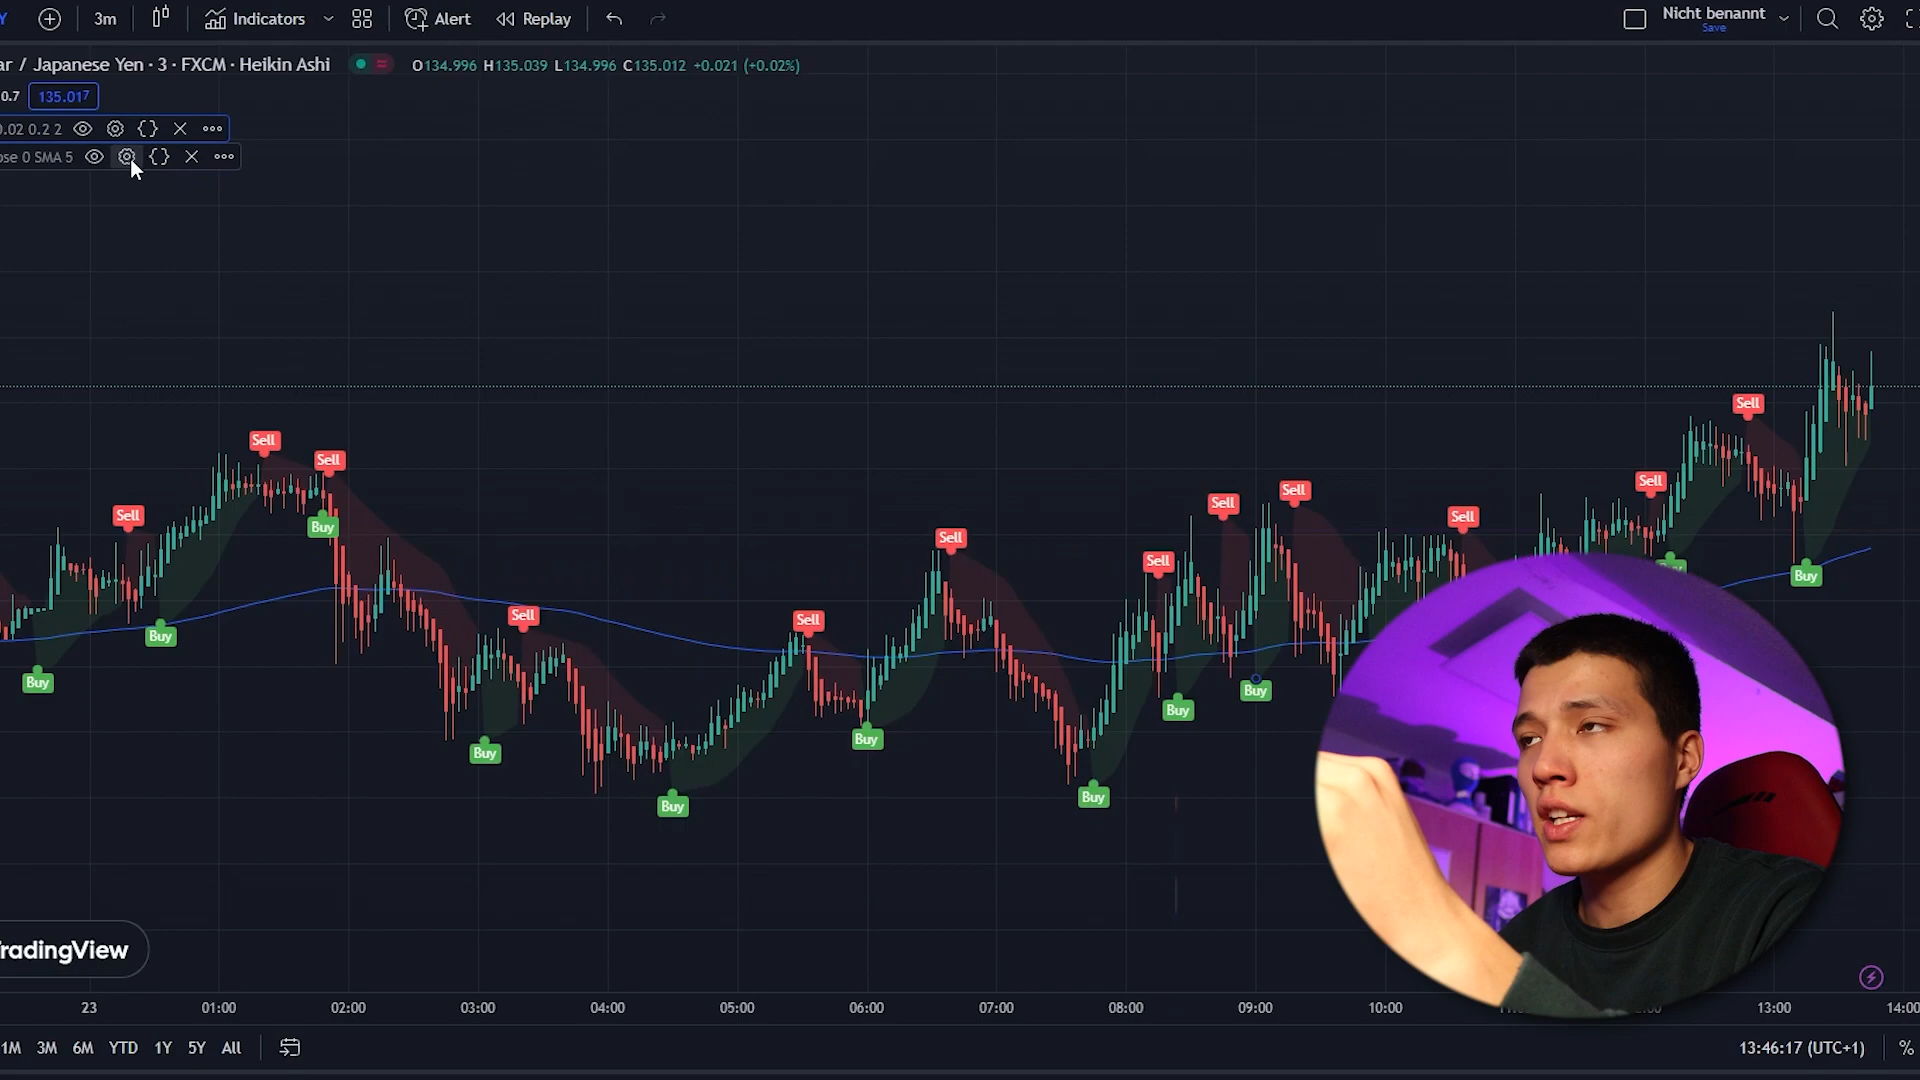 Y 3m Indicators Alert Replay Nicht benannt
Save
ar / Japanese Yen · 3 · FXCM · Heikin Ashi O134.996 H135.039 L134.996 C135.012 +0.021 (+0.02%)
0.7 135.017
0.02 0.2 2
ose 0 SMA 5
Sell
Sell
Sell
Sell
Sell
Sell
Sell
Sell
Sell
Sell
Sell
Sell
Buy
Buy
Buy
Buy
Buy
Buy
Buy
Buy
Buy
Buy
TradingView
23 01:00 02:00 03:00 04:00 05:00 06:00 07:00 08:00 09:00 10:00 13:00 14:00
1M 3M 6M YTD 1Y 5Y All 13:46:17 (UTC+1) %